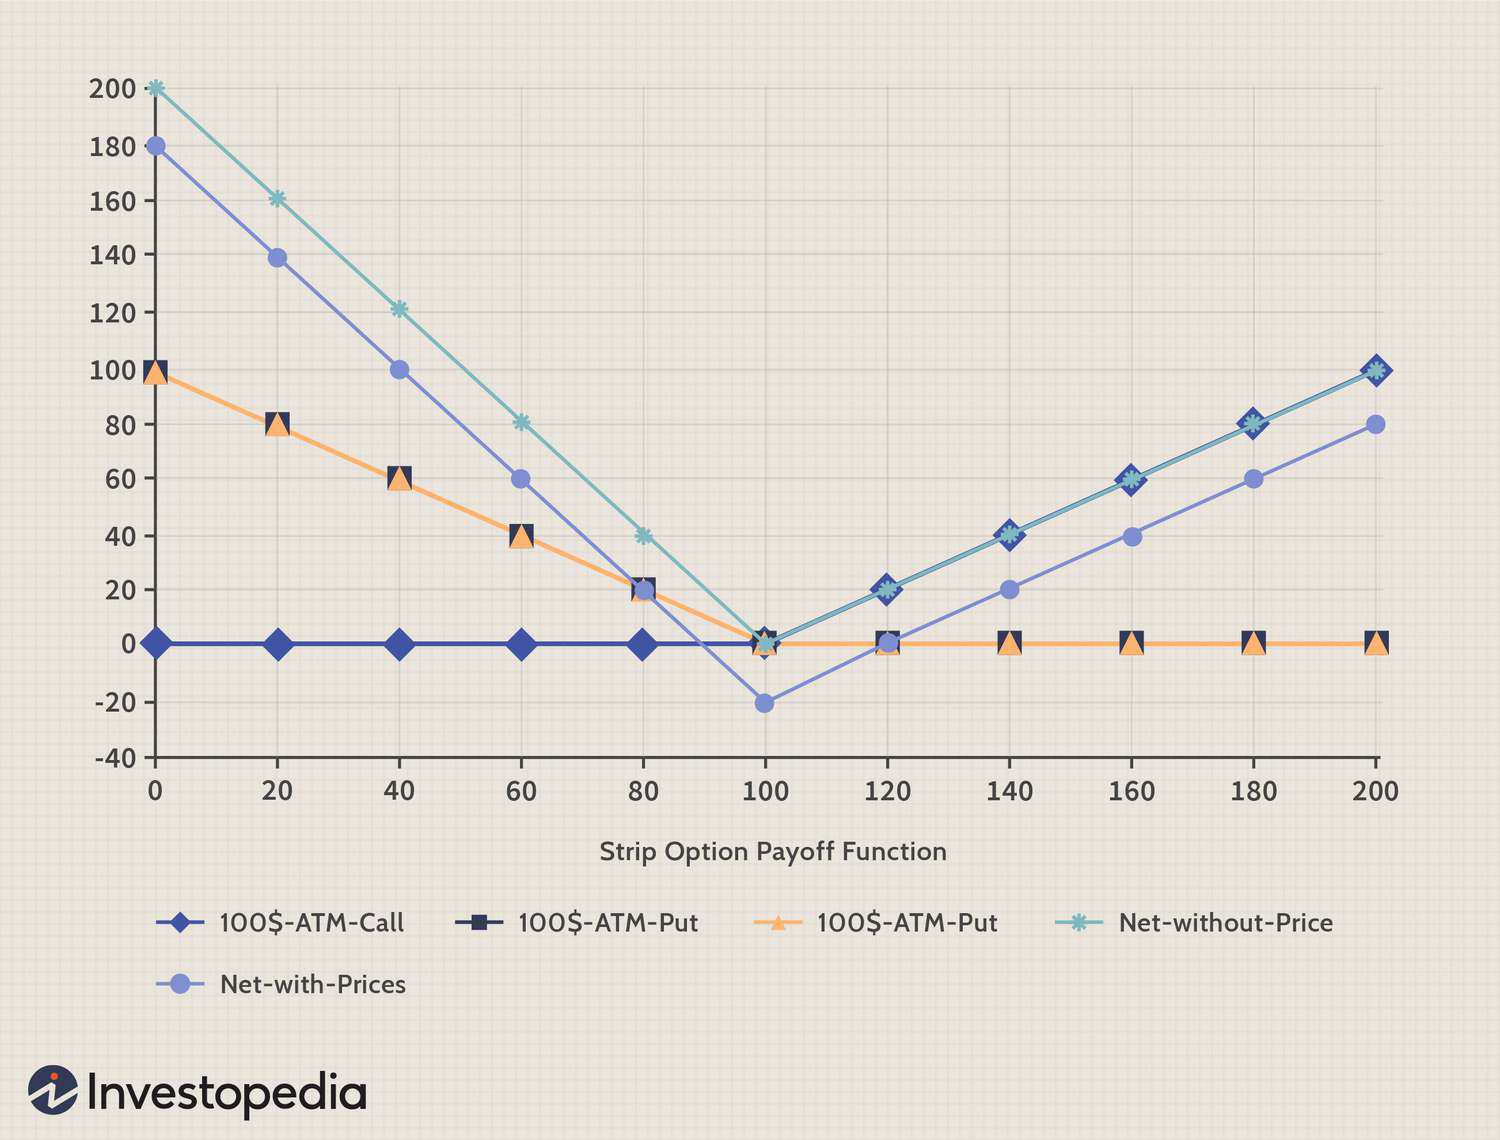 200
180
160
140
120
100
80
60
40
20
0
-20
-40
0 20 40 60 80 100 120 140 160 180 200
Strip Option Payoff Function
100$-ATM-Call 100$-ATM-Put 100$-ATM-Put Net-without-Price
Net-with-Prices
Investopedia